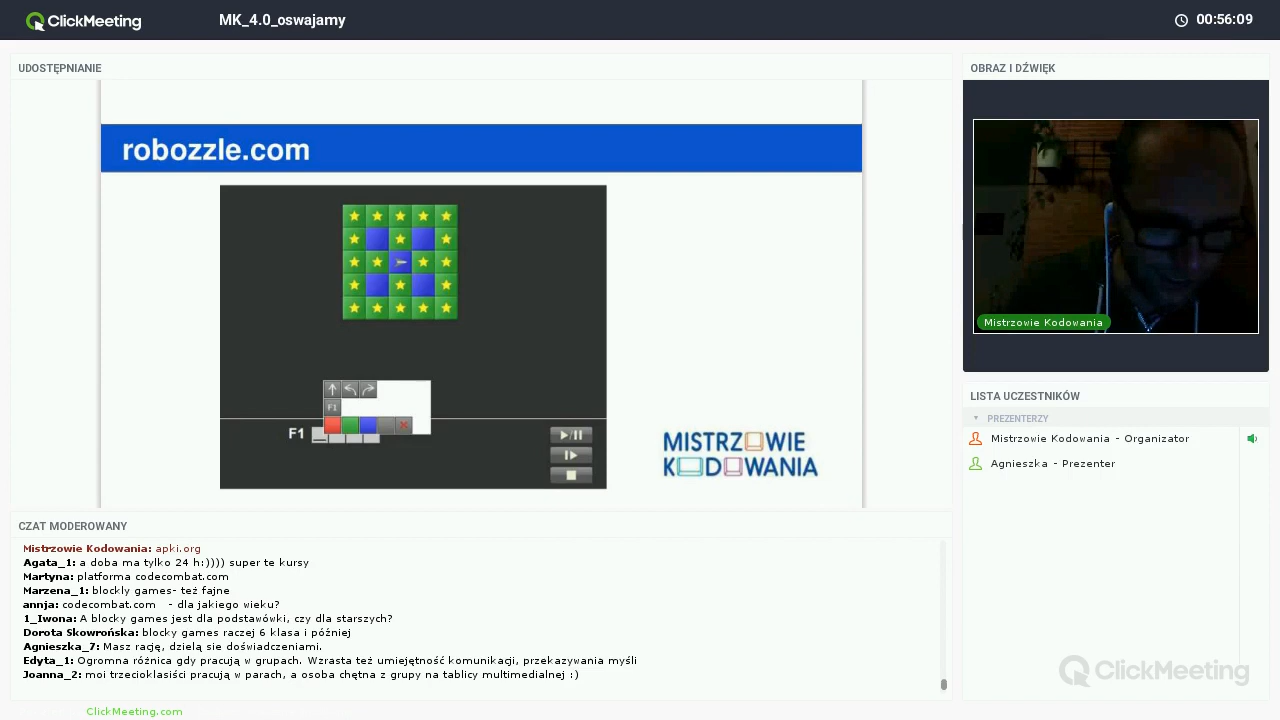 ClickMeeting
MK_4.0_oswajamy
00:56:09
UDOSTĘPNIANIE
robozzle.com
F1
F1
MISTRZOWIE
KODOWANIA
OBRAZ I DŹWIĘK
Mistrzowie Kodowania
LISTA UCZESTNIKÓW
PREZENTERZY
Mistrzowie Kodowania - Organizator
Agnieszka - Prezenter
CZAT MODEROWANY
Mistrzowie Kodowania: apki.org
Agata_1: a doba ma tylko 24 h:)))) super te kursy
Martyna: platforma codecombat.com
Marzena_1: blockly games- też fajne
annja: codecombat.com - dla jakiego wieku?
1_Iwona: A blocky games jest dla podstawówki, czy dla starszych?
Dorota Skowrońska: blocky games raczej 6 klasa i później
Agnieszka_7: Masz rację, dzielą sie doświadczeniami.
Edyta_1: Ogromna różnica gdy pracują w grupach. Wzrasta też umiejętność komunikacji, przekazywania myśli
Joanna_2: moi trzecioklasiści pracują w parach, a osoba chętna z grupy na tablicy multimedialnej :)
ClickMeeting
ClickMeeting.com